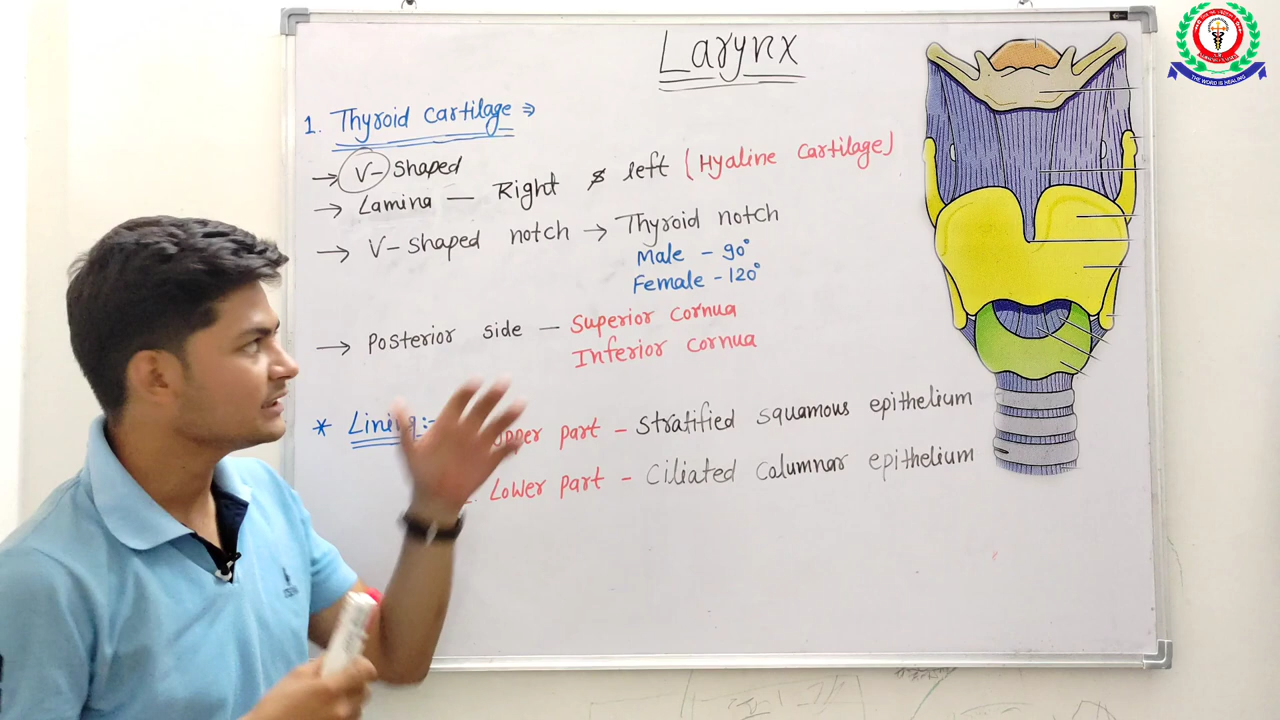 Larynx
1. Thyroid Cartilage ⇒
→ V-Shaped
→ Lamina — Right & left (Hyaline Cartilage)
→ V-Shaped notch → Thyroid notch
Male - 90°
Female - 120°
→ Posterior side — Superior Cornua
Inferior Cornua
* Lining:- Upper part - Stratified squamous epithelium
2. Lower part - Ciliated Columnar epithelium
THE WORD IS HEALING